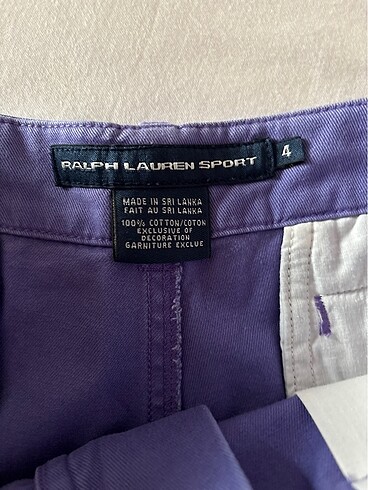 RALPH LAUREN SPORT
4
MADE IN SRI LANKA
FAIT AU SRI LANKA
100% COTTON/COTON
EXCLUSIVE OF
DECORATION
GARNITURE EXCLUE